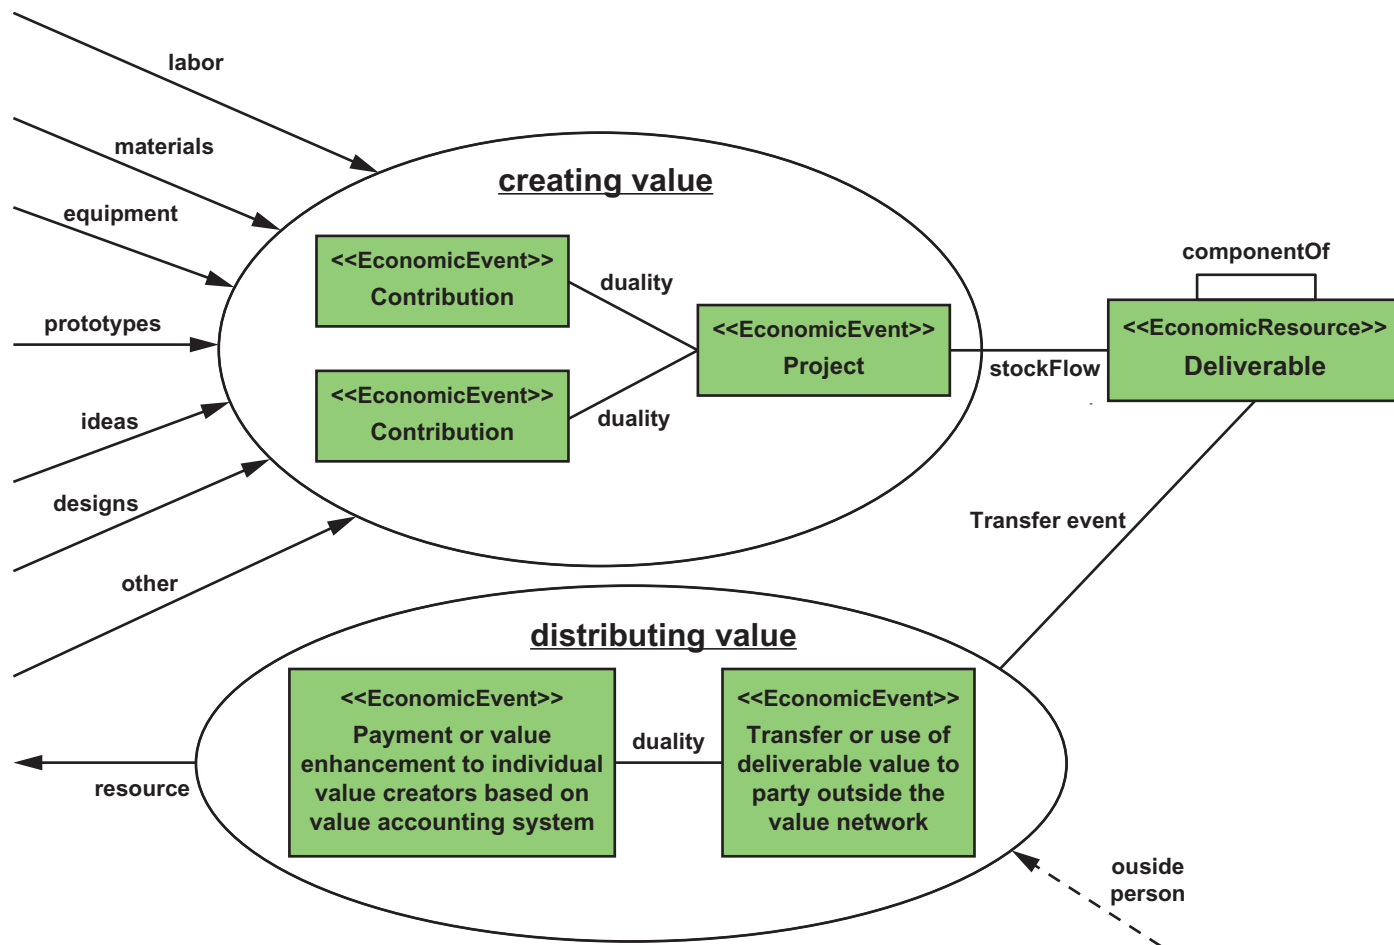 labor
materials
equipment
prototypes
ideas
designs
other
creating value
<<EconomicEvent>>
Contribution
duality
<<EconomicEvent>>
Contribution
duality
<<EconomicEvent>>
Project
stockFlow
componentOf
<<EconomicResource>>
Deliverable
Transfer event
distributing value
<<EconomicEvent>>
Payment or value
enhancement to individual
value creators based on
value accounting system
duality
<<EconomicEvent>>
Transfer or use of
deliverable value to
party outside the
value network
resource
ouside
person